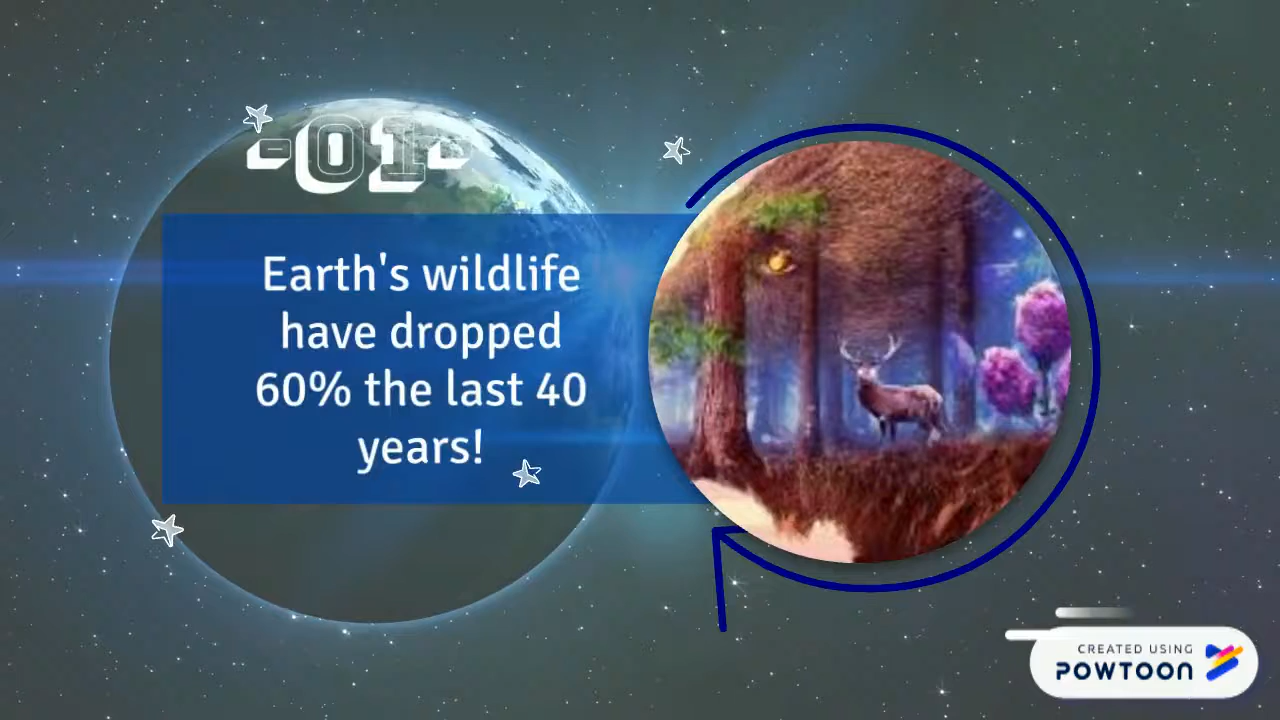 -01-
Earth's wildlife
have dropped
60% the last 40
years!
CREATED USING
POWTOON